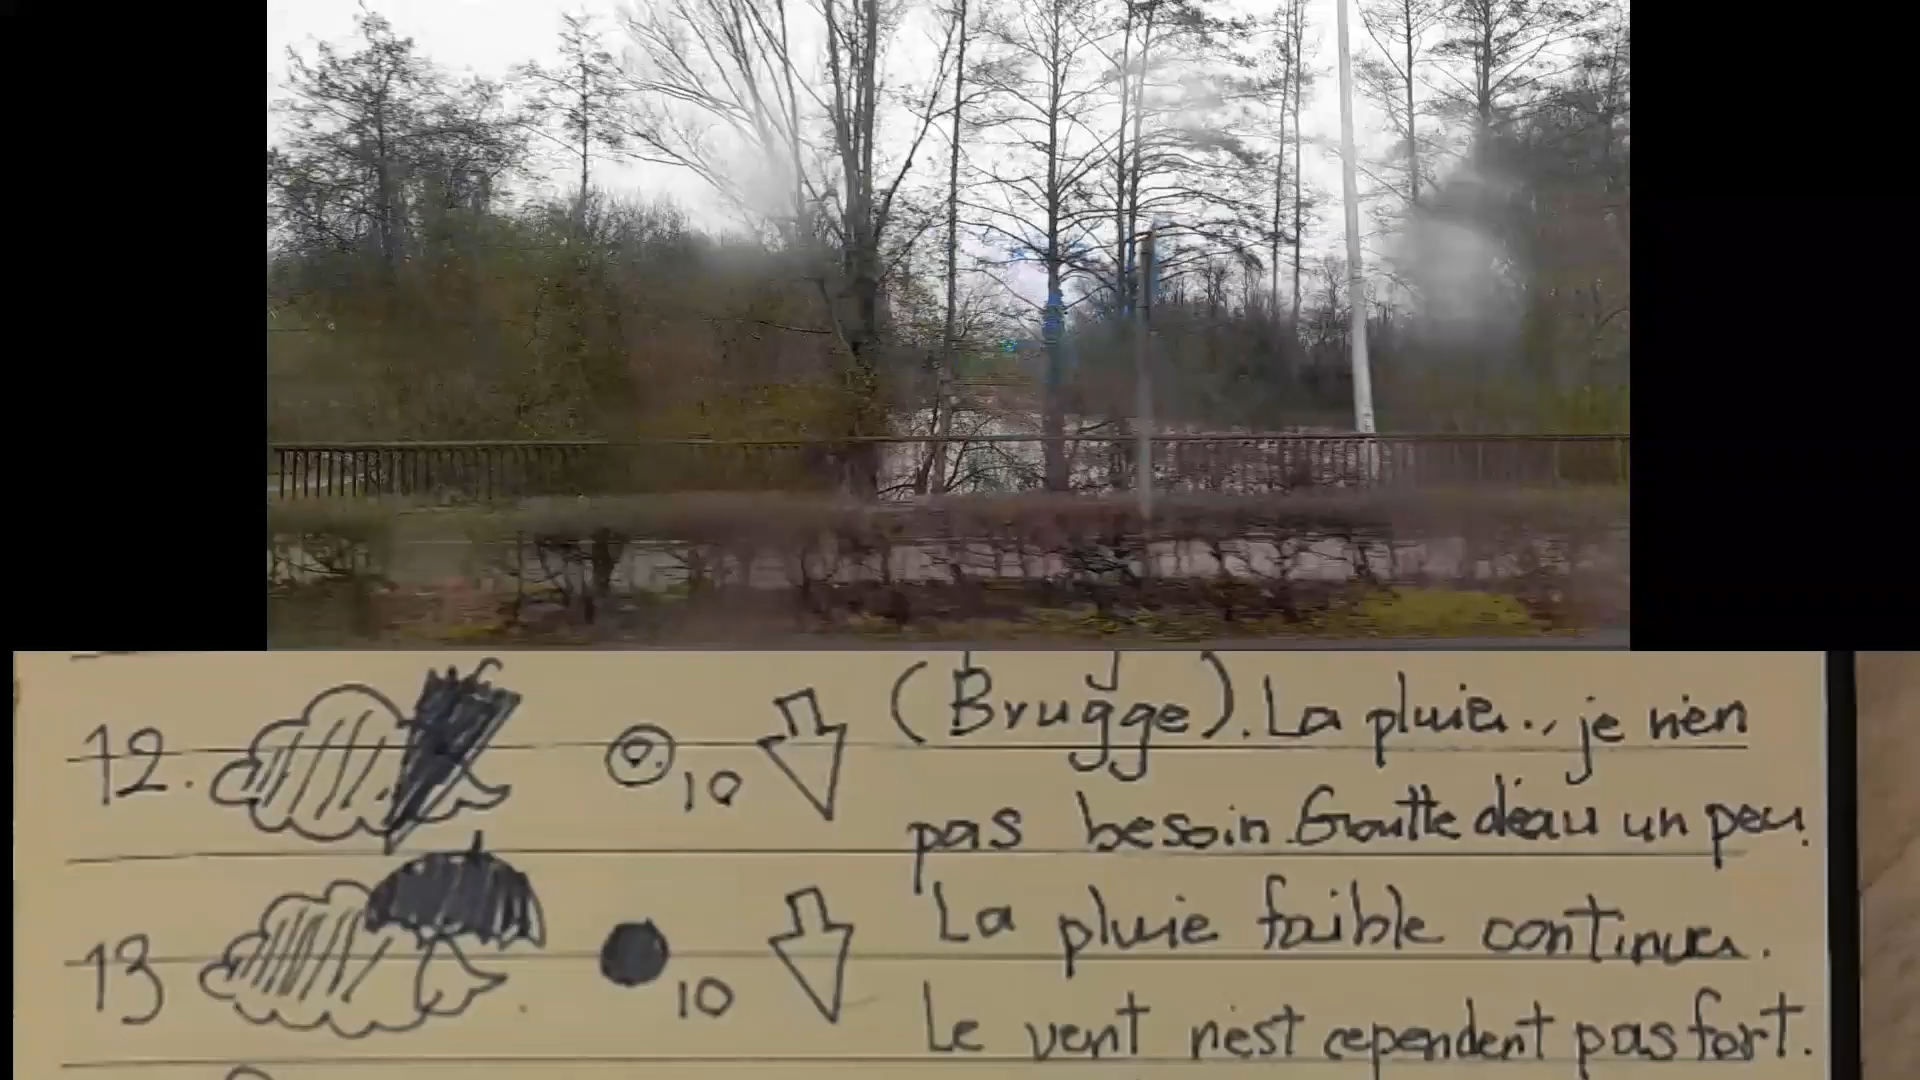 (Brugge). La pluie.., je n'en
12. 10 pas besoin. Goutte d'eau un peu.
La pluie faible continue.
13 10 Le vent n'est cependent pas fort.